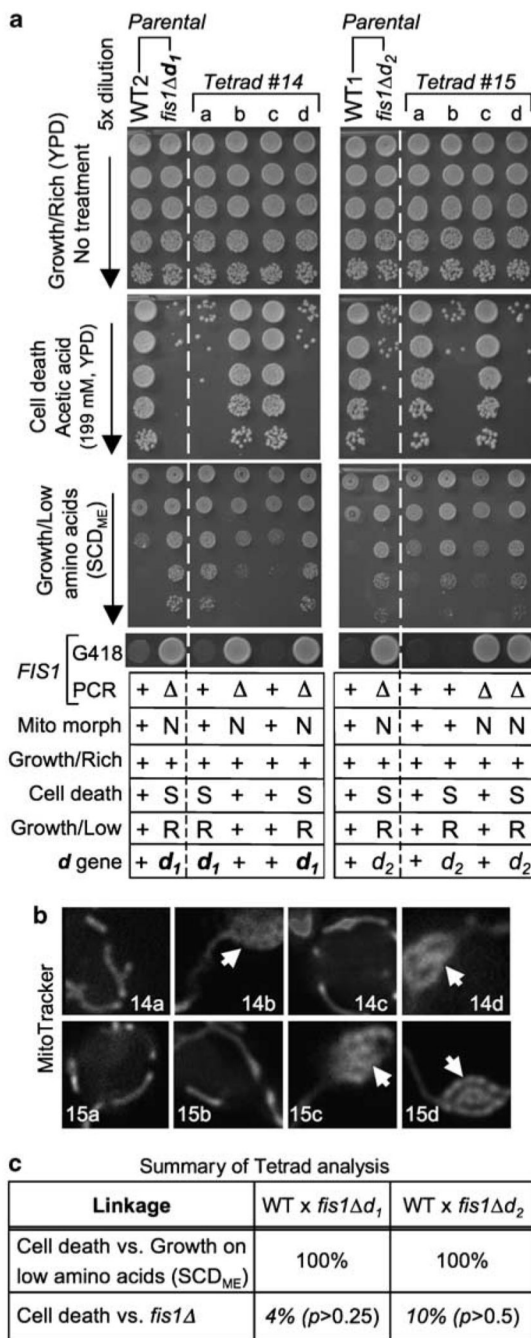 a
Parental
Parental
5x dilution
WT2
fis1Δd1
Tetrad #14
a b c d
WT1
fis1Δd2
Tetrad #15
a b c d
Growth/Rich (YPD)
No treatment
Cell death
Acetic acid
(199 mM, YPD)
Growth/Low
amino acids
(SCDME)
FIS1
G418
PCR + Δ + Δ + Δ + Δ + + Δ Δ
Mito morph + N + N + N + N + + N N
Growth/Rich + + + + + + + + + + + +
Cell death + S S + + S + S + S + S
Growth/Low + R R + + R + R + R + R
d gene + d1 d1 + + d1 + d2 + d2 + d2
b
MitoTracker
14a 14b 14c 14d
15a 15b 15c 15d
c
Summary of Tetrad analysis
Linkage WT x fis1Δd1 WT x fis1Δd2
Cell death vs. Growth on
low amino acids (SCDME) 100% 100%
Cell death vs. fis1Δ 4% (p>0.25) 10% (p>0.5)